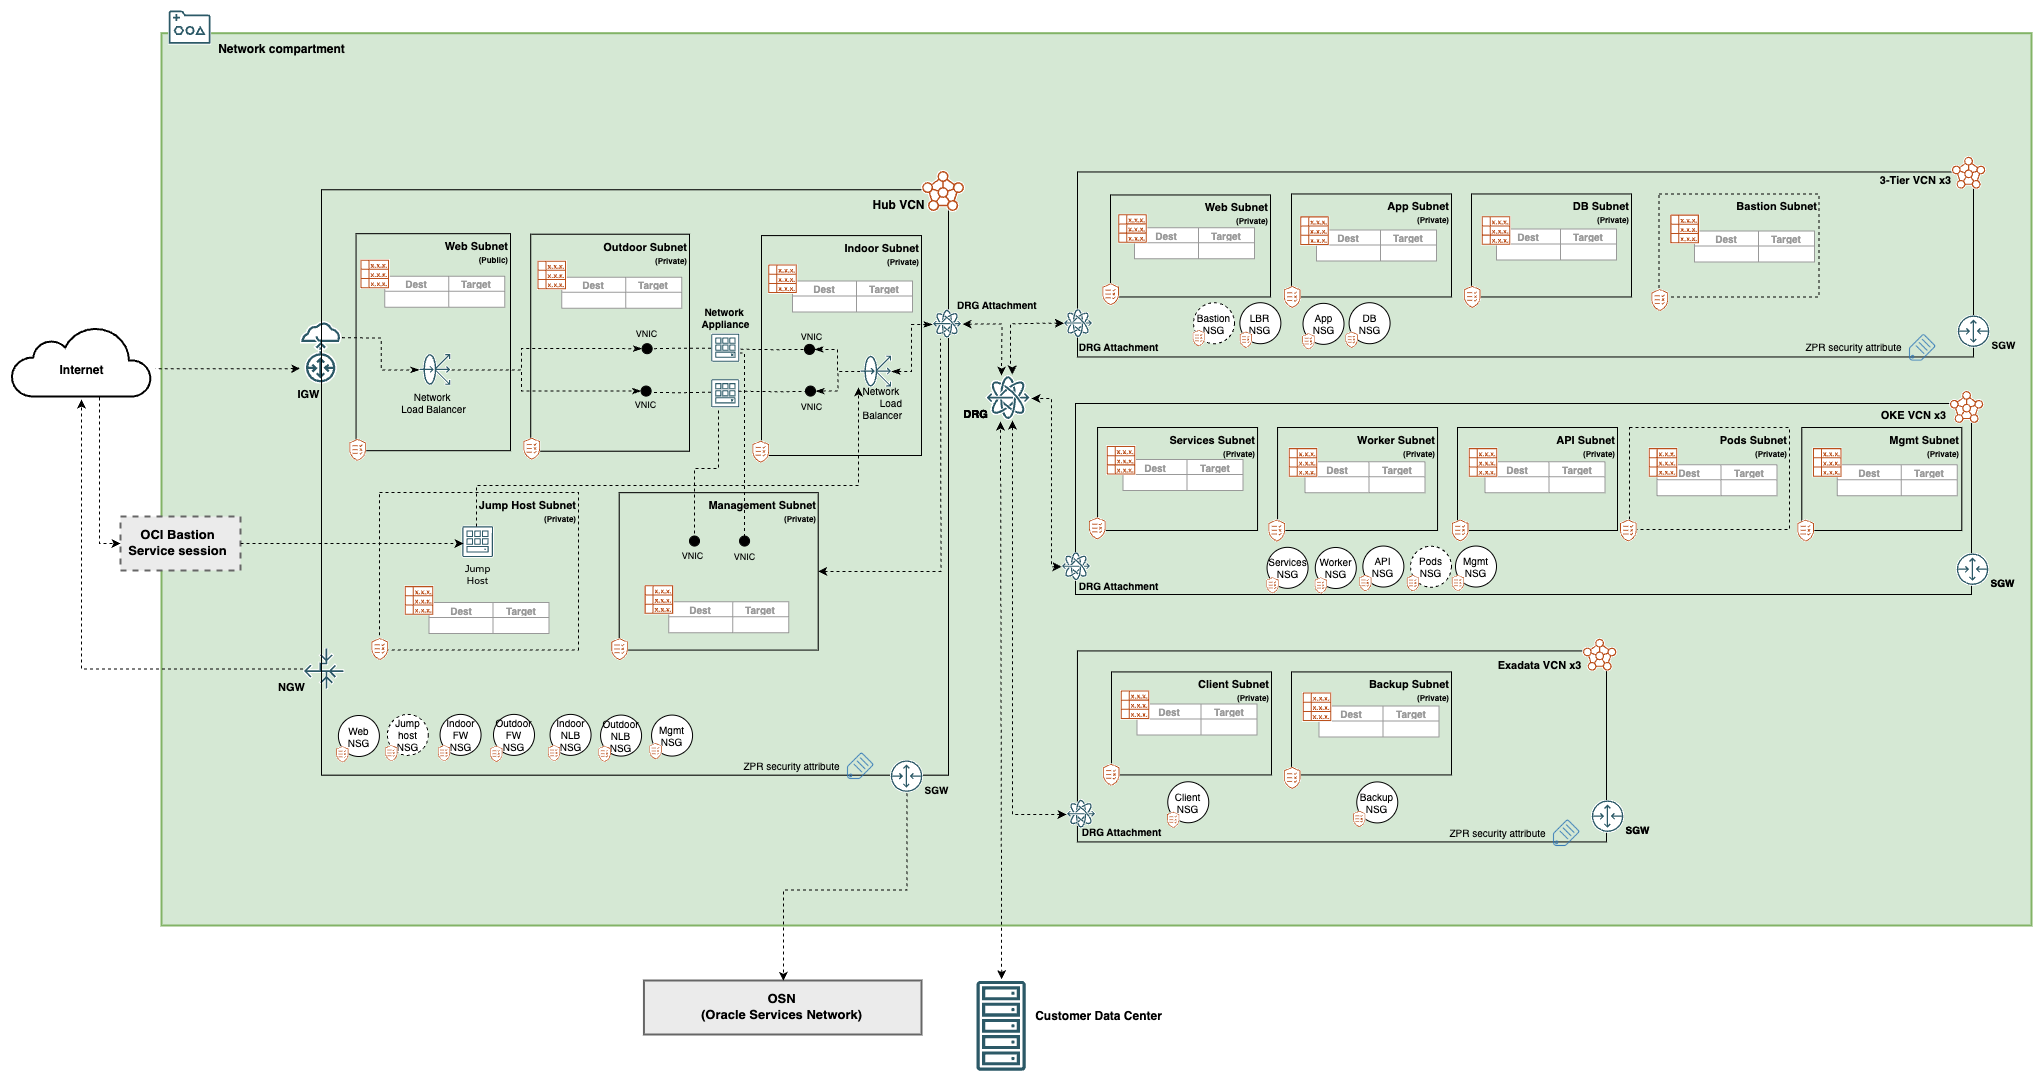 Network compartment
Internet
OCI Bastion
Service session
IGW
NGW
Hub VCN
Web Subnet
(Public)
Dest Target
Network
Load Balancer
Outdoor Subnet
(Private)
Dest Target
VNIC
VNIC
Network
Appliance
Indoor Subnet
(Private)
Dest Target
VNIC
VNIC
Network
Load
Balancer
Jump Host Subnet
(Private)
Jump
Host
Dest Target
Management Subnet
(Private)
VNIC
VNIC
Dest Target
Web
NSG
Jump
host
NSG
Indoor
FW
NSG
Outdoor
FW
NSG
Indoor
NLB
NSG
Outdoor
NLB
NSG
Mgmt
NSG
ZPR security attribute
SGW
DRG Attachment
DRG
3-Tier VCN x3
Web Subnet
(Private)
Dest Target
App Subnet
(Private)
Dest Target
DB Subnet
(Private)
Dest Target
Bastion Subnet
Dest Target
Bastion
NSG
LBR
NSG
App
NSG
DB
NSG
DRG Attachment
ZPR security attribute
SGW
OKE VCN x3
Services Subnet
(Private)
Dest Target
Worker Subnet
(Private)
Dest Target
API Subnet
(Private)
Dest Target
Pods Subnet
(Private)
Dest Target
Mgmt Subnet
(Private)
Dest Target
Services
NSG
Worker
NSG
API
NSG
Pods
NSG
Mgmt
NSG
DRG Attachment
SGW
Exadata VCN x3
Client Subnet
(Private)
Dest Target
Backup Subnet
(Private)
Dest Target
Client
NSG
Backup
NSG
DRG Attachment
ZPR security attribute
SGW
OSN
(Oracle Services Network)
Customer Data Center